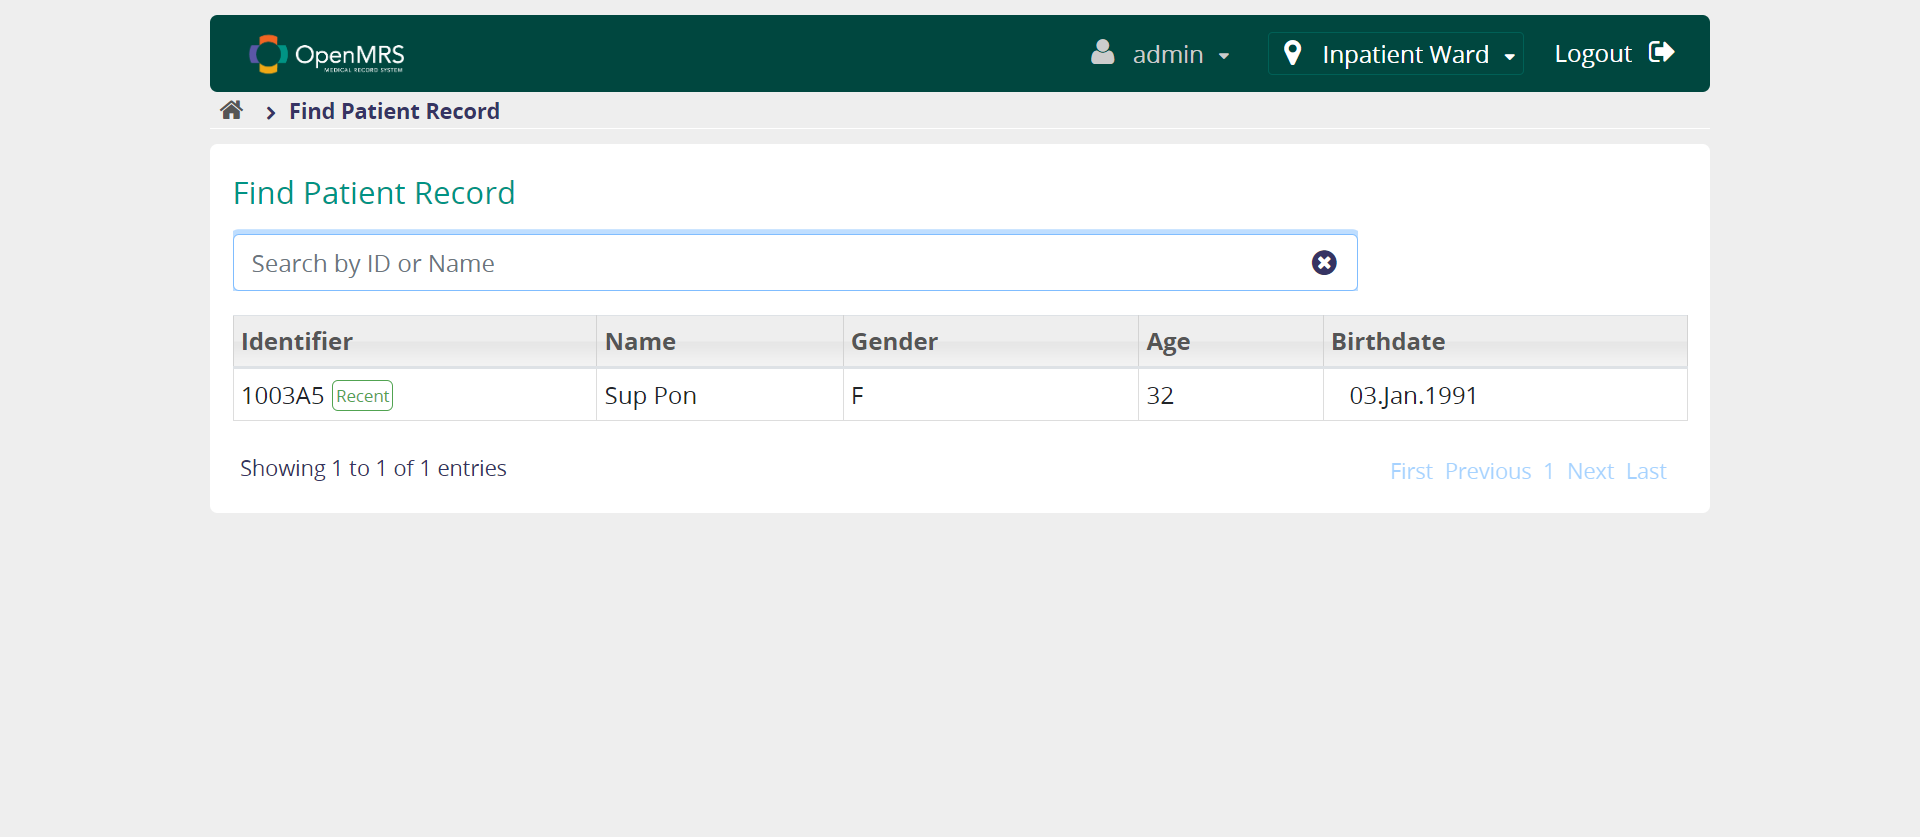 OpenMRS
MEDICAL RECORD SYSTEM
admin
Inpatient Ward
Logout
Find Patient Record
Find Patient Record
Search by ID or Name
Identifier Name Gender Age Birthdate
1003A5 Recent Sup Pon F 32 03.Jan.1991
Showing 1 to 1 of 1 entries
First Previous 1 Next Last